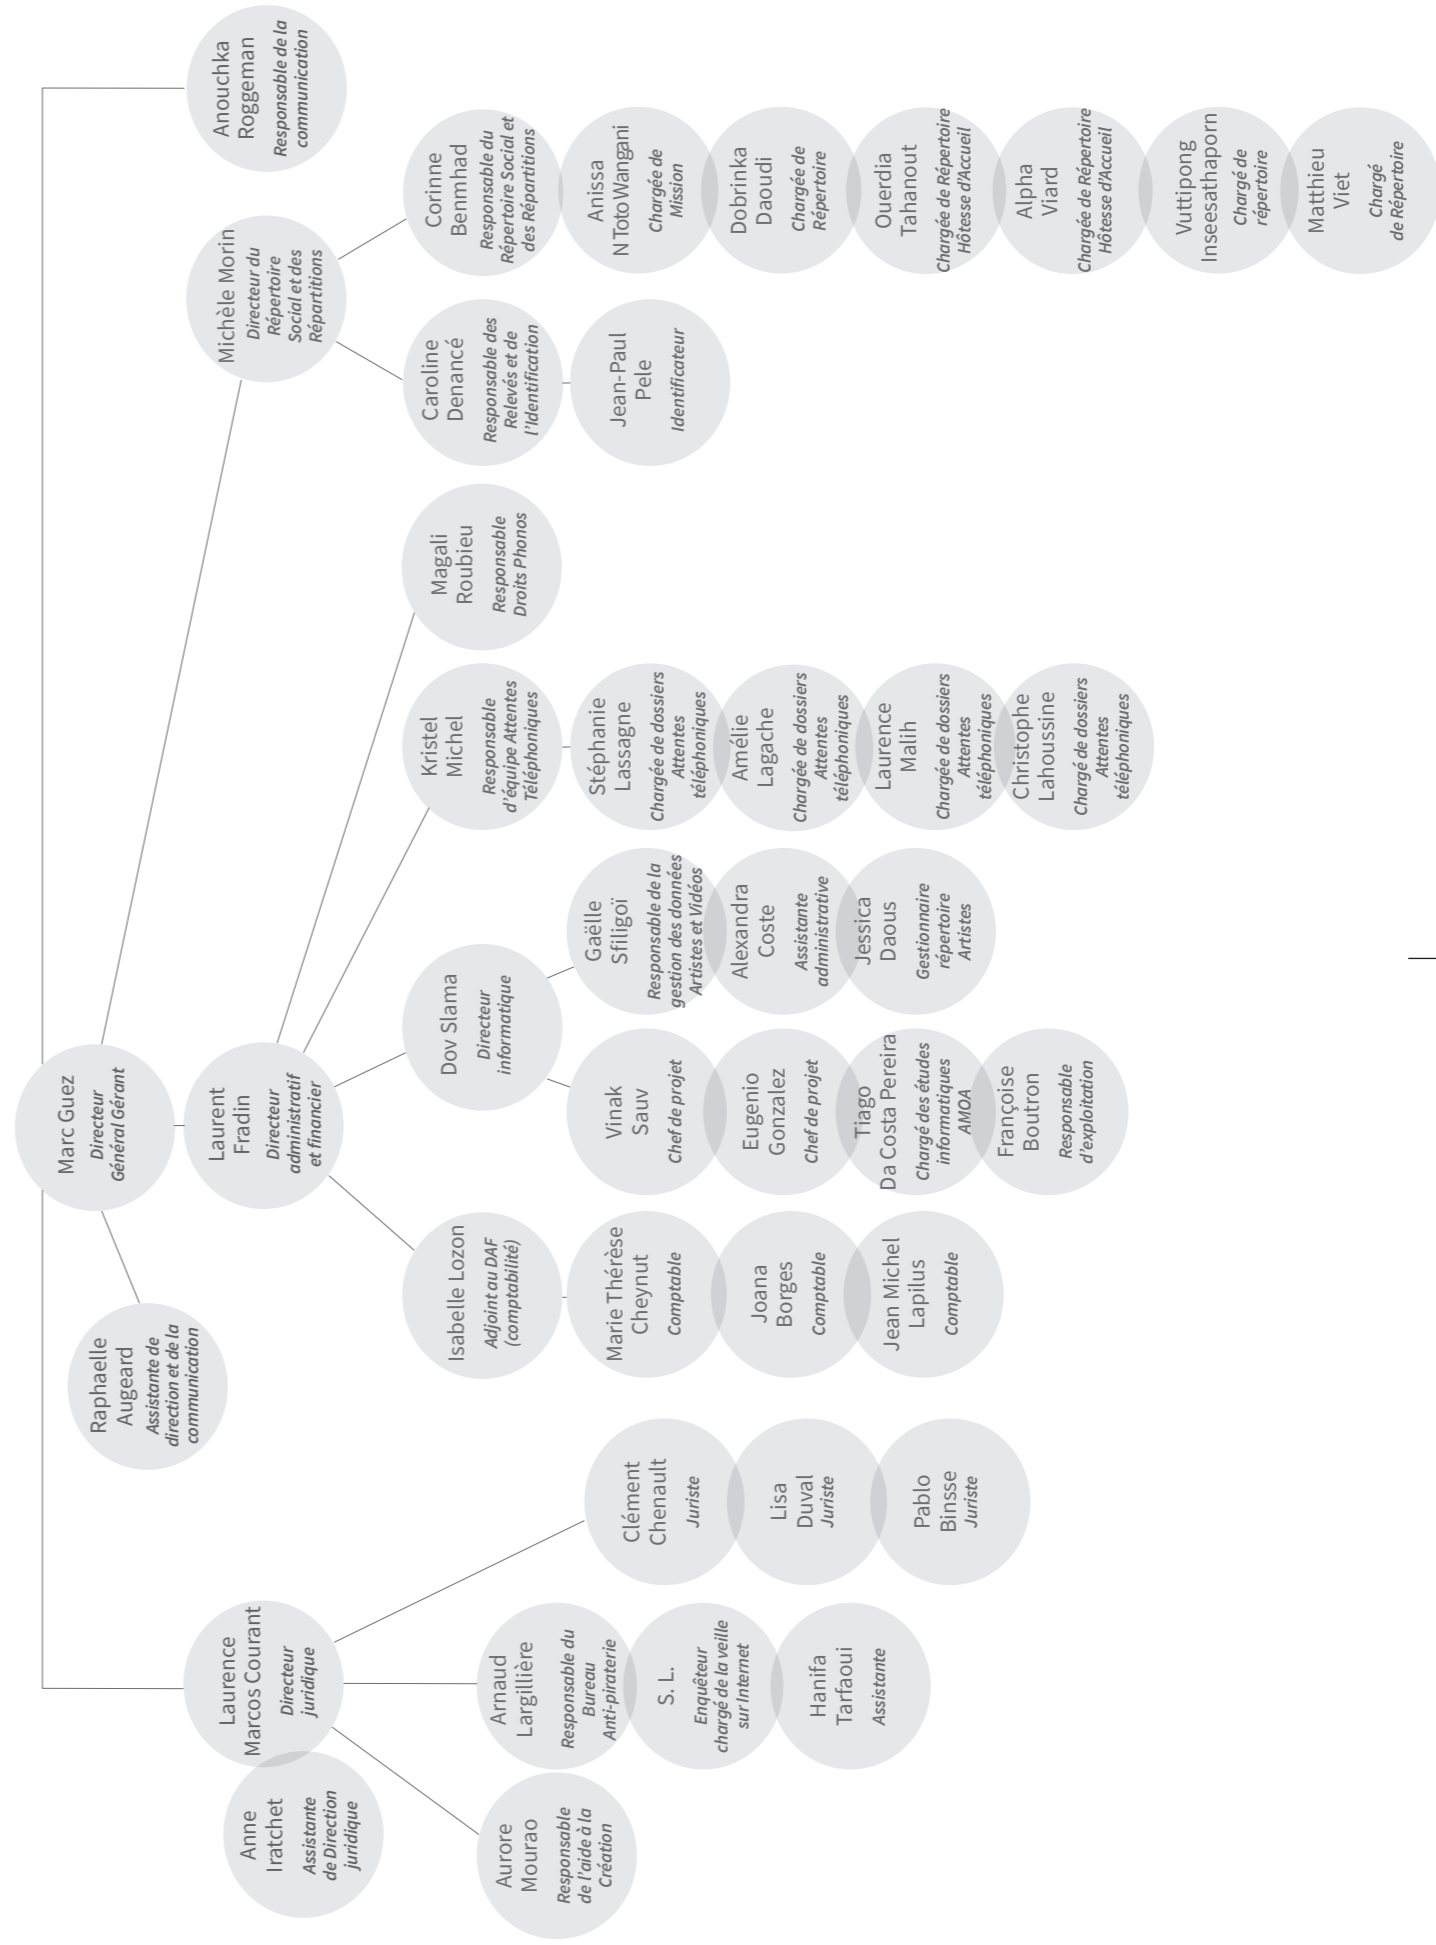 Marc Guez
Directeur
Général Gérant
Raphaelle
Augeard
Assistante de
direction et de la
communication
Laurence
Marcos Courant
Directeur
juridique
Anne
Iratchet
Assistante
de Direction
juridique
Aurore
Mourao
Responsable
de l'aide à la
Création
Arnaud
Largillière
Responsable du
Bureau
Anti-piraterie
S. L.
Enquêteur
chargé de la veille
sur Internet
Hanifa
Tarfaoui
Assistante
Clément
Chenault
Juriste
Lisa
Duval
Juriste
Pablo
Binsse
Juriste
Laurent
Fradin
Directeur
administratif
et financier
Isabelle Lozon
Adjoint au DAF
(comptabilité)
Marie Thérèse
Cheynut
Comptable
Joana
Borges
Comptable
Jean Michel
Lapilus
Comptable
Dov Slama
Directeur
informatique
Vinak
Sauv
Chef de projet
Eugenio
Gonzalez
Chef de projet
Tiago
Da Costa Pereira
Chargé des études
informatiques
AMOA
Françoise
Boutron
Responsable
d'exploitation
Gaëlle
Sfiligoï
Responsable de la
gestion des données
Artistes et Vidéos
Alexandra
Coste
Assistante
administrative
Jessica
Daous
Gestionnaire
répertoire
Artistes
Kristel
Michel
Responsable
d'équipe Attentes
Téléphoniques
Stéphanie
Lassagne
Chargée de dossiers
Attentes
téléphoniques
Amélie
Lagache
Chargée de dossiers
Attentes
téléphoniques
Laurence
Malih
Chargée de dossiers
Attentes
téléphoniques
Christophe
Lahoussine
Chargé de dossiers
Attentes
téléphoniques
Magali
Roubieu
Responsable
Droits Phonos
Michèle Morin
Directeur du
Répertoire
Social et des
Répartitions
Caroline
Denancé
Responsable des
Relevés et de
l'Identification
Jean-Paul
Pele
Identificateur
Corinne
Benmhad
Responsable du
Répertoire Social et
des Répartitions
Anissa
N Toto Wangani
Chargée de
Mission
Dobrinka
Daoudi
Chargée de
Répertoire
Ouerdia
Tahanout
Chargée de Répertoire
Hôtesse d'Accueil
Alpha
Viard
Chargée de Répertoire
Hôtesse d'Accueil
Vuttipong
Inseesathaporn
Chargé de
répertoire
Matthieu
Viet
Chargé
de Répertoire
Anouchka
Roggeman
Responsable de la
communication